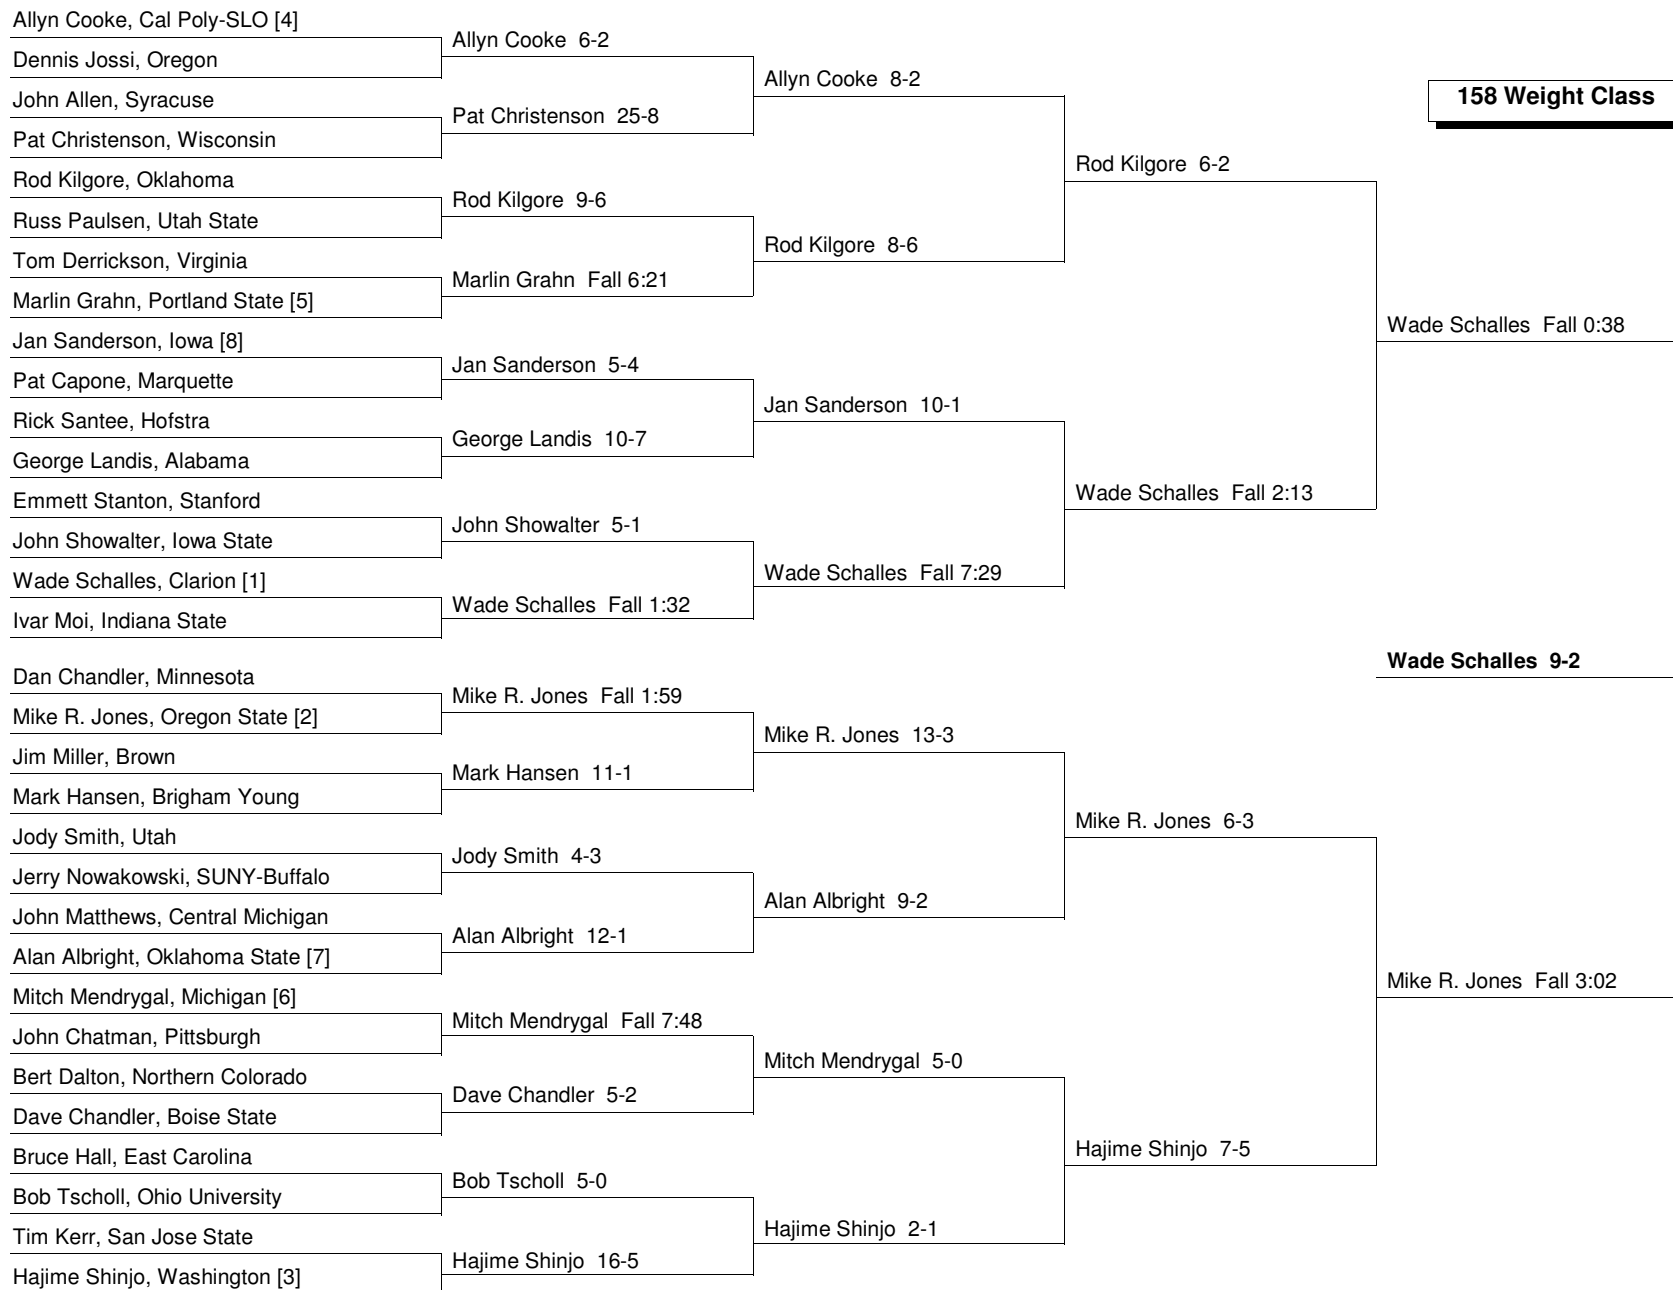 158 Weight Class
Allyn Cooke, Cal Poly-SLO [4]
Dennis Jossi, Oregon
John Allen, Syracuse
Pat Christenson, Wisconsin
Rod Kilgore, Oklahoma
Russ Paulsen, Utah State
Tom Derrickson, Virginia
Marlin Grahn, Portland State [5]
Jan Sanderson, Iowa [8]
Pat Capone, Marquette
Rick Santee, Hofstra
George Landis, Alabama
Emmett Stanton, Stanford
John Showalter, Iowa State
Wade Schalles, Clarion [1]
Ivar Moi, Indiana State
Dan Chandler, Minnesota
Mike R. Jones, Oregon State [2]
Jim Miller, Brown
Mark Hansen, Brigham Young
Jody Smith, Utah
Jerry Nowakowski, SUNY-Buffalo
John Matthews, Central Michigan
Alan Albright, Oklahoma State [7]
Mitch Mendrygal, Michigan [6]
John Chatman, Pittsburgh
Bert Dalton, Northern Colorado
Dave Chandler, Boise State
Bruce Hall, East Carolina
Bob Tscholl, Ohio University
Tim Kerr, San Jose State
Hajime Shinjo, Washington [3]
Allyn Cooke 6-2
Pat Christenson 25-8
Rod Kilgore 9-6
Marlin Grahn Fall 6:21
Jan Sanderson 5-4
George Landis 10-7
John Showalter 5-1
Wade Schalles Fall 1:32
Mike R. Jones Fall 1:59
Mark Hansen 11-1
Jody Smith 4-3
Alan Albright 12-1
Mitch Mendrygal Fall 7:48
Dave Chandler 5-2
Bob Tscholl 5-0
Hajime Shinjo 16-5
Allyn Cooke 8-2
Rod Kilgore 8-6
Jan Sanderson 10-1
Wade Schalles Fall 7:29
Mike R. Jones 13-3
Alan Albright 9-2
Mitch Mendrygal 5-0
Hajime Shinjo 2-1
Rod Kilgore 6-2
Wade Schalles Fall 2:13
Mike R. Jones 6-3
Hajime Shinjo 7-5
Wade Schalles Fall 0:38
Mike R. Jones Fall 3:02
Wade Schalles 9-2